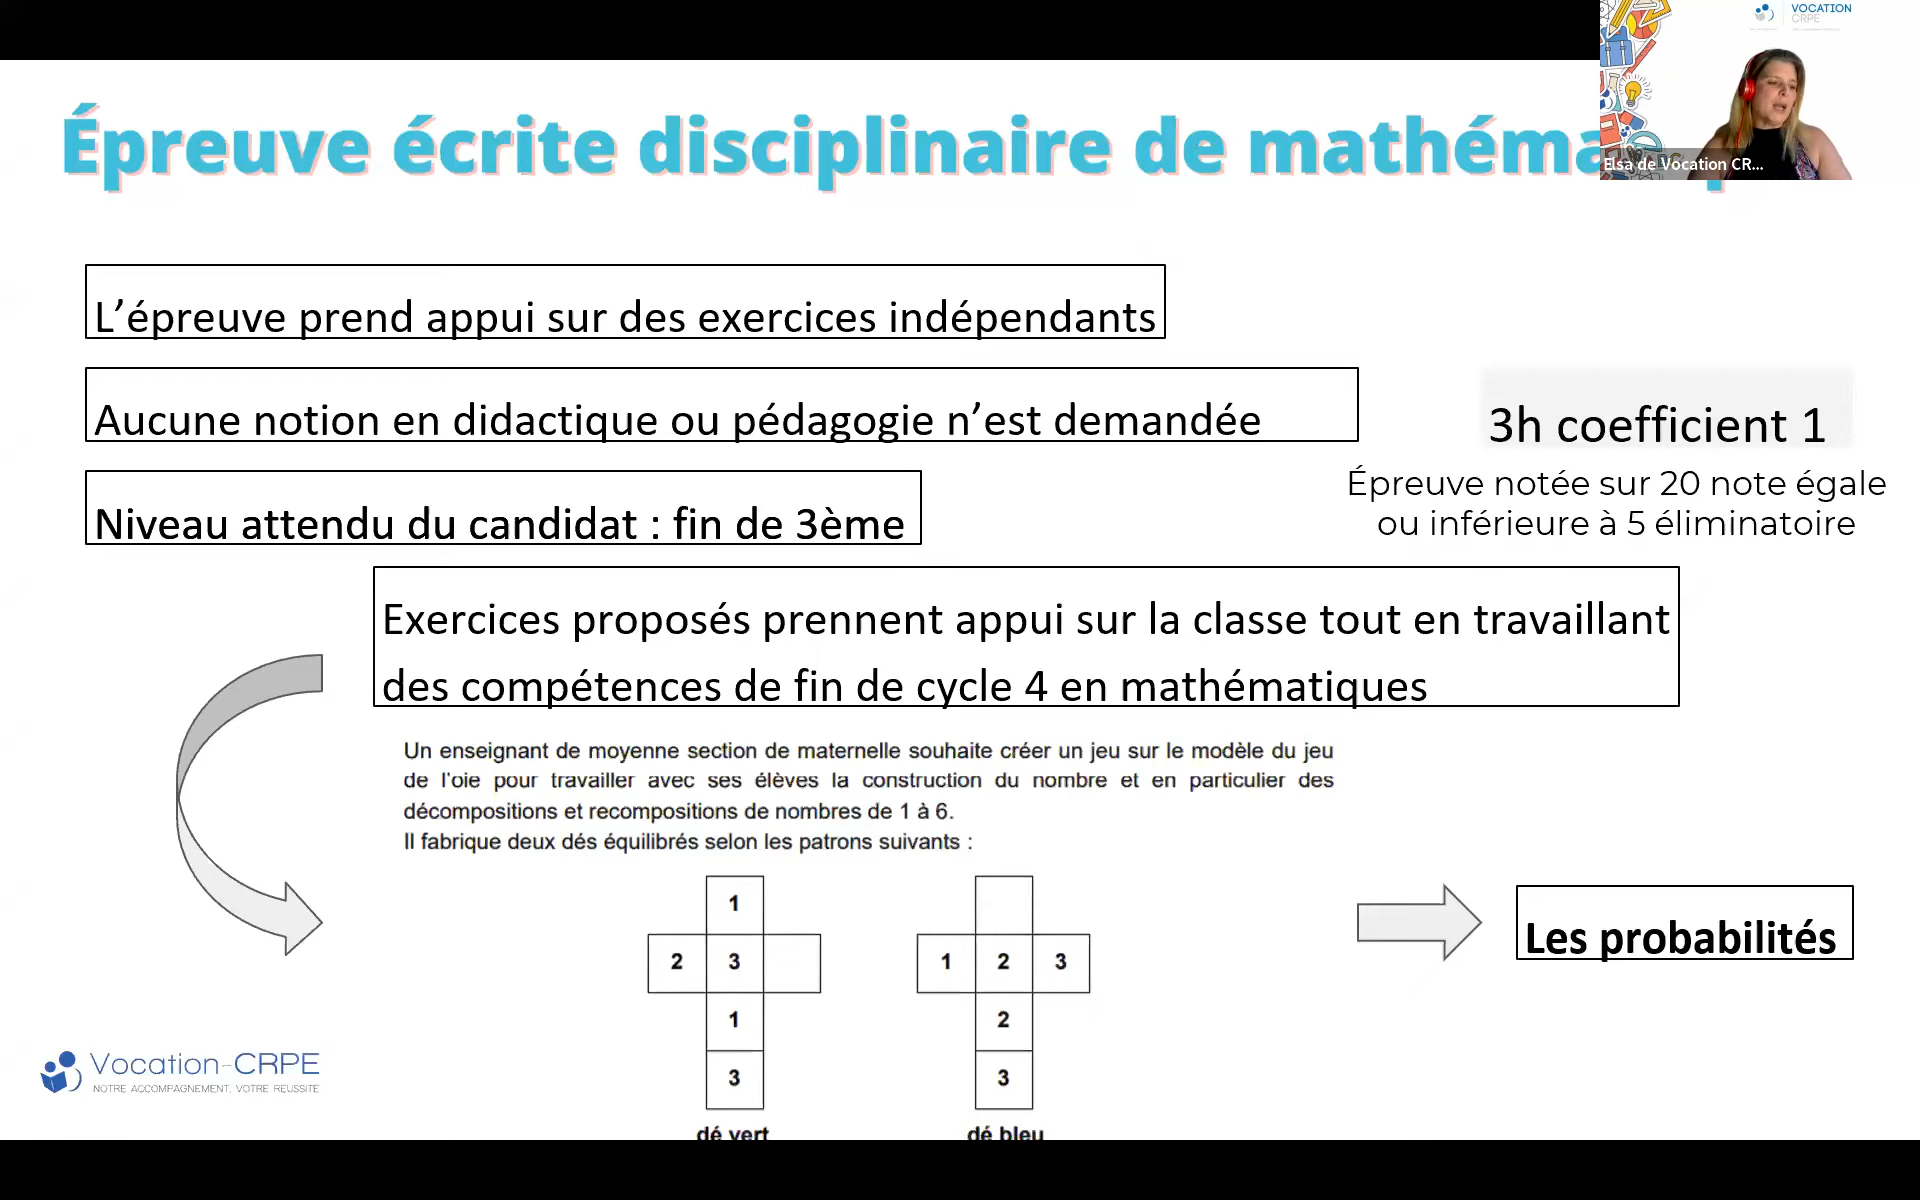 VOCATION
CRPE
Épreuve écrite disciplinaire de mathéma
Elsa de Vocation CR...
L’épreuve prend appui sur des exercices indépendants
Aucune notion en didactique ou pédagogie n’est demandée
3h coefficient 1
Épreuve notée sur 20 note égale
ou inférieure à 5 éliminatoire
Niveau attendu du candidat : fin de 3ème
Exercices proposés prennent appui sur la classe tout en travaillant
des compétences de fin de cycle 4 en mathématiques
Un enseignant de moyenne section de maternelle souhaite créer un jeu sur le modèle du jeu
de l'oie pour travailler avec ses élèves la construction du nombre et en particulier des
décompositions et recompositions de nombres de 1 à 6.
Il fabrique deux dés équilibrés selon les patrons suivants :
1
2 3
1
3
dé vert
1 2 3
2
3
dé bleu
Les probabilités
Vocation-CRPE
NOTRE ACCOMPAGNEMENT, VOTRE REUSSITE